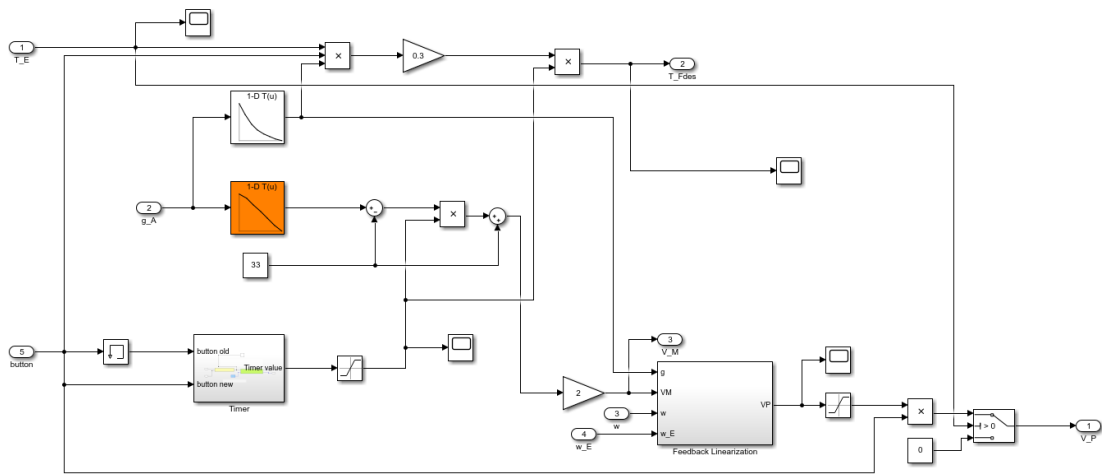 1
T_E
×
0.3
×
2
T_Fdes
1-D T(u)
1-D T(u)
2
g_A
×
33
5
button
button old
Timer value
button new
Timer
3
V_M
2
g
VM
w
w_E
VP
Feedback Linearization
3
w
4
w_E
×
0
> 0
1
V_P